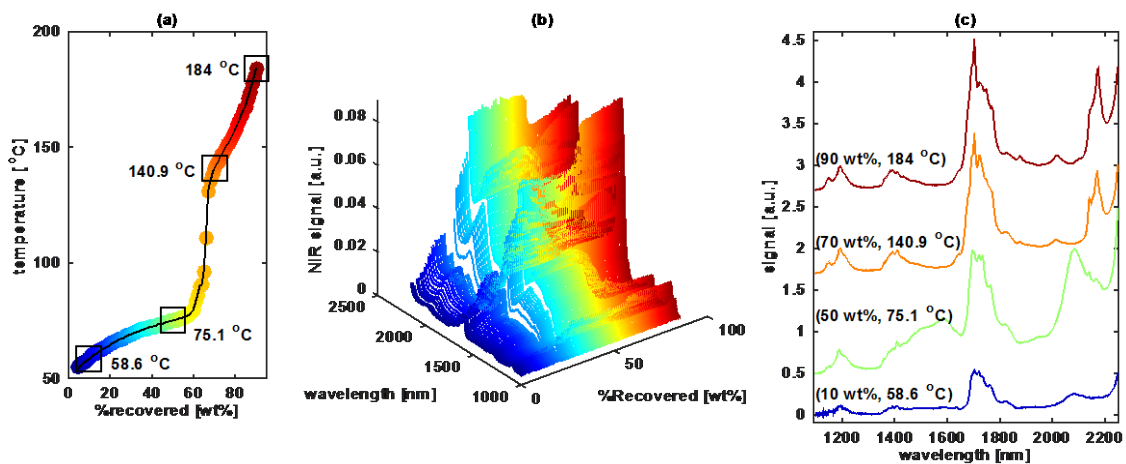 (a)
200
150
100
50
0 20 40 60 80
temperature [ °C]
%recovered [wt%]
184 °C
140.9 °C
75.1 °C
58.6 °C
(b)
0.08
0.06
0.04
0.02
0
NIR signal [a.u.]
2500
2000
1500
1000
wavelength [nm]
0
50
100
%Recovered [wt%]
(c)
4.5
4
3.5
3
2.5
2
1.5
1
0.5
0
signal [a.u.]
(90 wt%, 184 °C)
(70 wt%, 140.9 °C)
(50 wt%, 75.1 °C)
(10 wt%, 58.6 °C)
1200 1400 1600 1800 2000 2200
wavelength [nm]